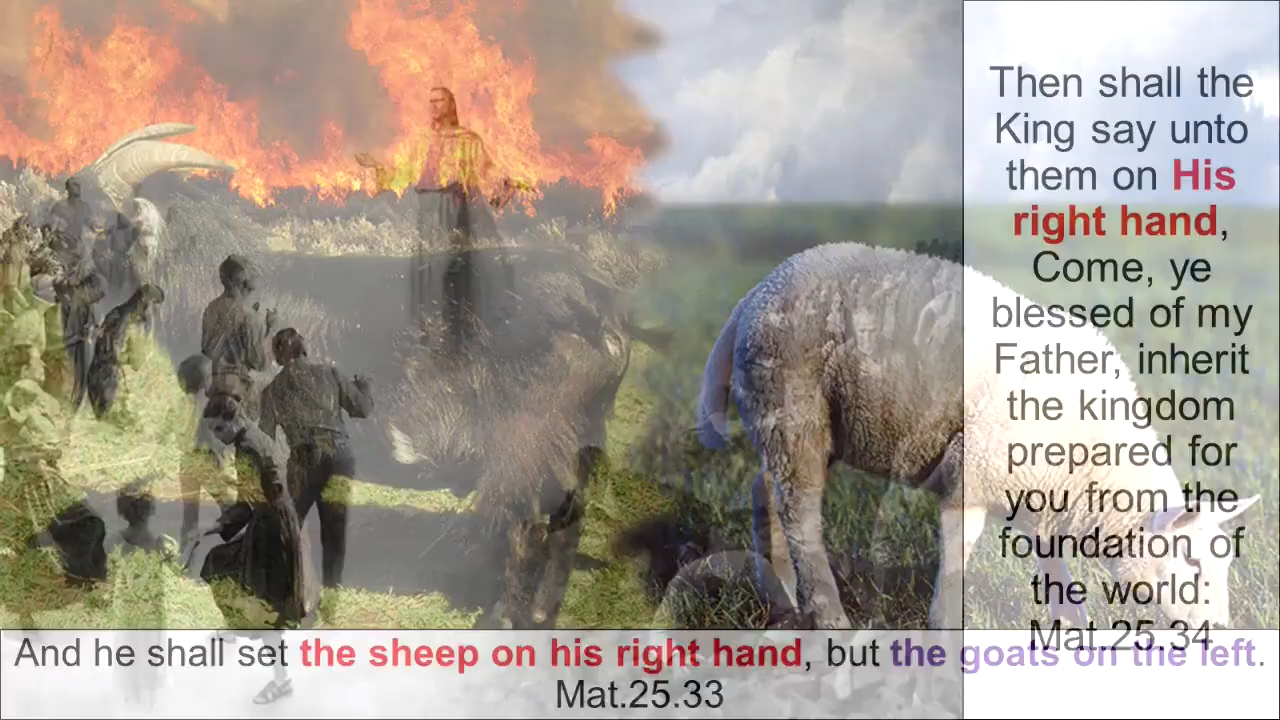 Then shall the
King say unto
them on His
right hand,
Come, ye
blessed of my
Father, inherit
the kingdom
prepared for
you from the
foundation of
the world:
Mat.25.34
And he shall set the sheep on his right hand, but the goats on the left.
Mat.25.33